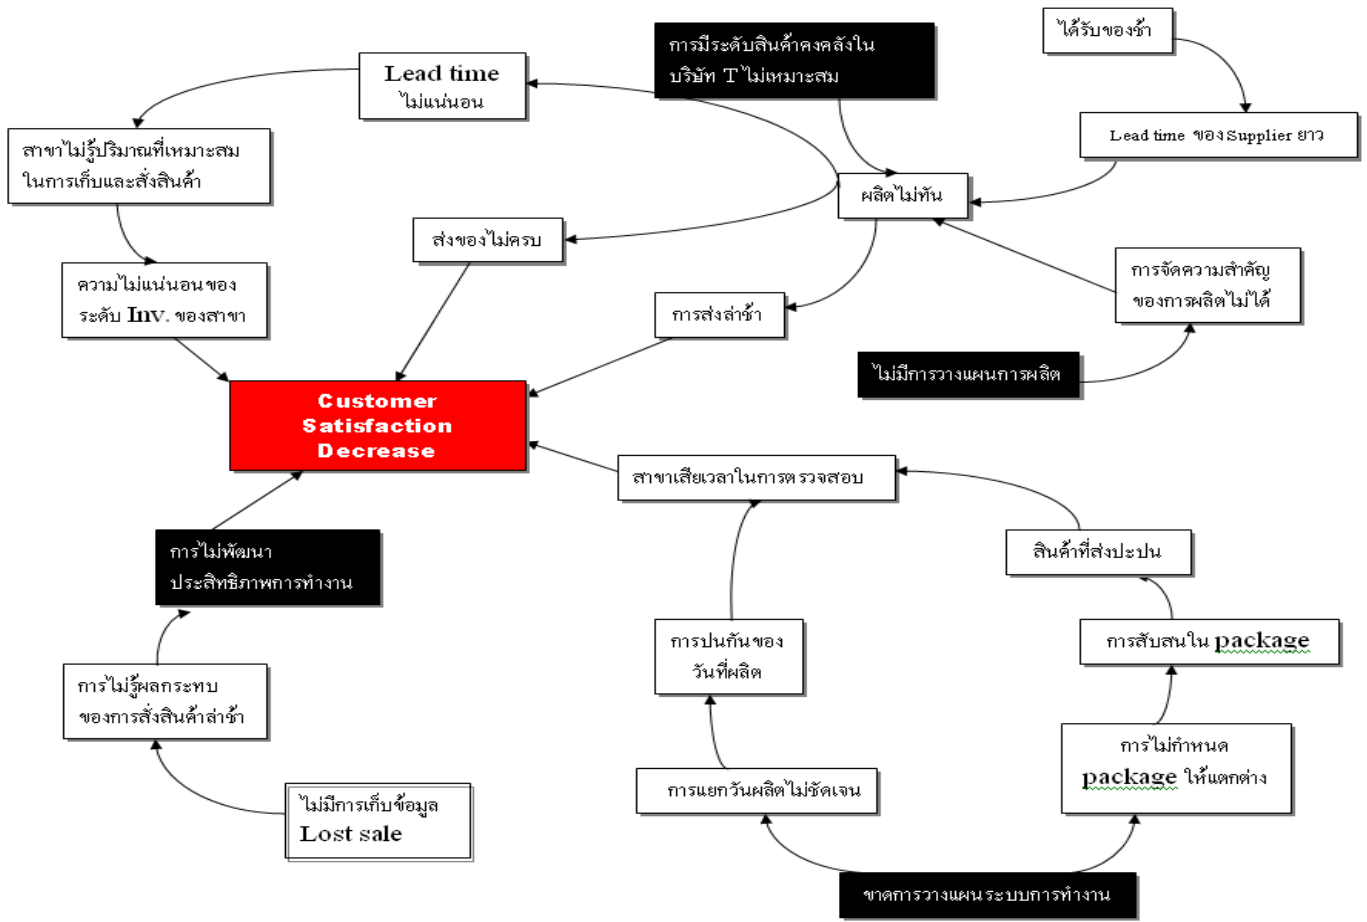 ได้รับของช้า
การมีระดับสินค้าคงคลังใน
บริษัท T ไม่เหมาะสม
Lead time
ไม่แน่นอน
Lead time ของ Supplier ยาว
สาขาไม่รู้ปริมาณที่เหมาะสม
ในการเก็บและสั่งสินค้า
ผลิตไม่ทัน
ส่งของไม่ครบ
การจัดความสำคัญ
ของการผลิตไม่ได้
ความไม่แน่นอนของ
ระดับ Inv. ของสาขา
การส่งล่าช้า
ไม่มีการวางแผนการผลิต
Customer
Satisfaction
Decrease
สาขาเสียเวลาในการตรวจสอบ
การไม่พัฒนา
ประสิทธิภาพการทำงาน
สินค้าที่ส่งปะปน
การปนกันของ
วันที่ผลิต
การสับสนใน package
การไม่รู้ผลกระทบ
ของการสั่งสินค้าล่าช้า
การไม่กำหนด
package ให้แตกต่าง
การแยกวันผลิตไม่ชัดเจน
ไม่มีการเก็บข้อมูล
Lost sale
ขาดการวางแผนระบบการทำงาน